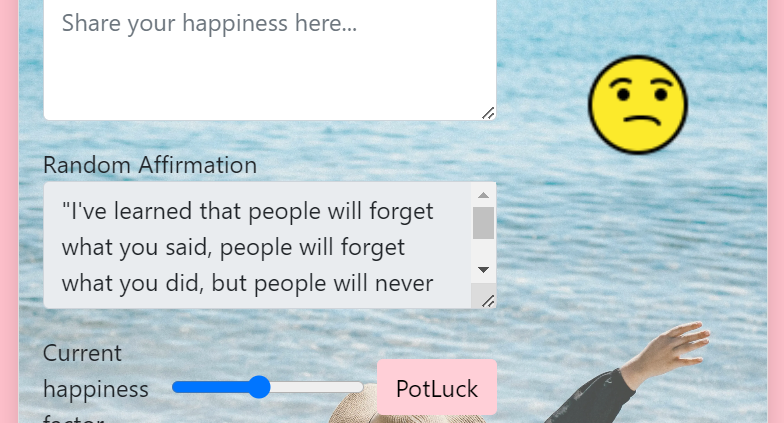 Share your happiness here...
Random Affirmation
"I've learned that people will forget
what you said, people will forget
what you did, but people will never
Current
happiness
factor
PotLuck